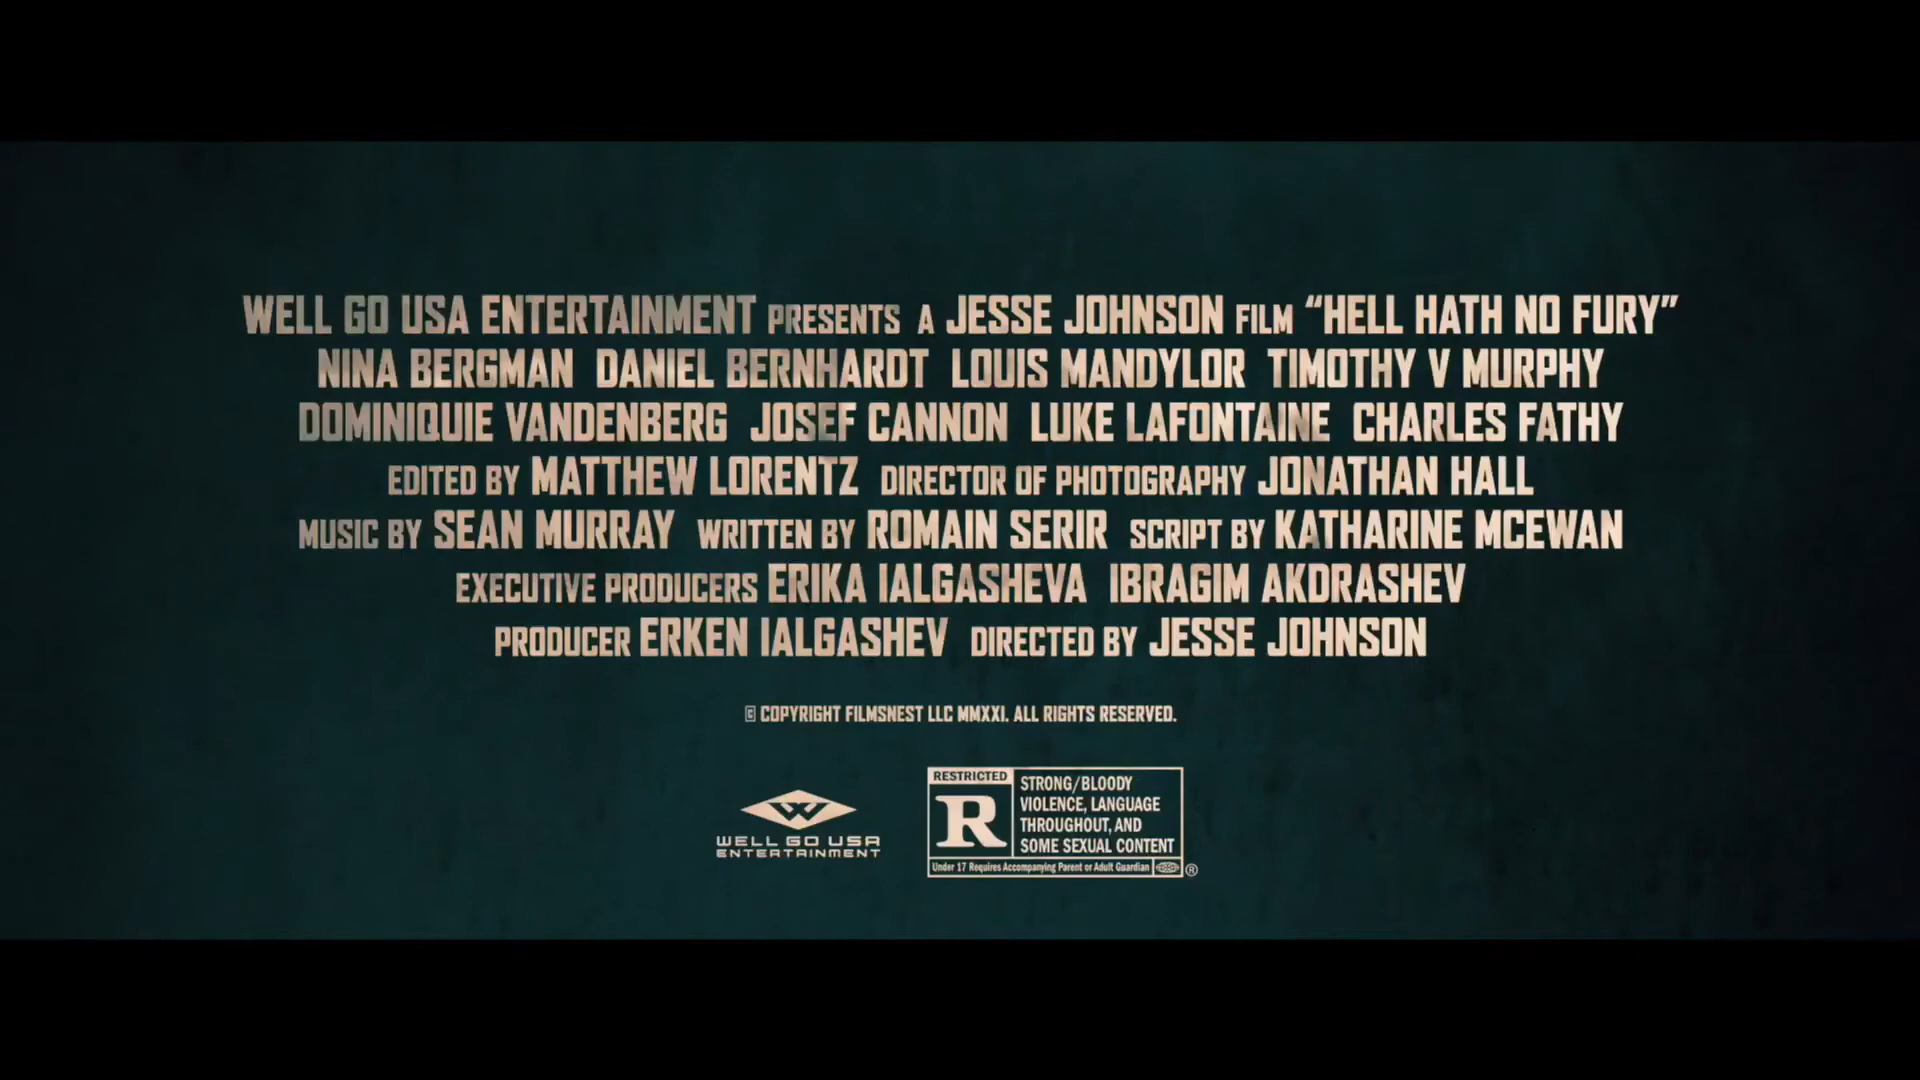 WELL GO USA ENTERTAINMENT PRESENTS A JESSE JOHNSON FILM “HELL HATH NO FURY”
NINA BERGMAN DANIEL BERNHARDT LOUIS MANDYLOR TIMOTHY V MURPHY
DOMINIQUIE VANDENBERG JOSEF CANNON LUKE LAFONTAINE CHARLES FATHY
EDITED BY MATTHEW LORENTZ DIRECTOR OF PHOTOGRAPHY JONATHAN HALL
MUSIC BY SEAN MURRAY WRITTEN BY ROMAIN SERIR SCRIPT BY KATHARINE MCEWAN
EXECUTIVE PRODUCERS ERIKA IALGASHEVA IBRAGIM AKDRASHEV
PRODUCER ERKEN IALGASHEV DIRECTED BY JESSE JOHNSON
© COPYRIGHT FILMSNEST LLC MMXXI. ALL RIGHTS RESERVED.
WELL GO USA
ENTERTAINMENT
RESTRICTED
R
STRONG/BLOODY
VIOLENCE, LANGUAGE
THROUGHOUT, AND
SOME SEXUAL CONTENT
Under 17 Requires Accompanying Parent or Adult Guardian
®